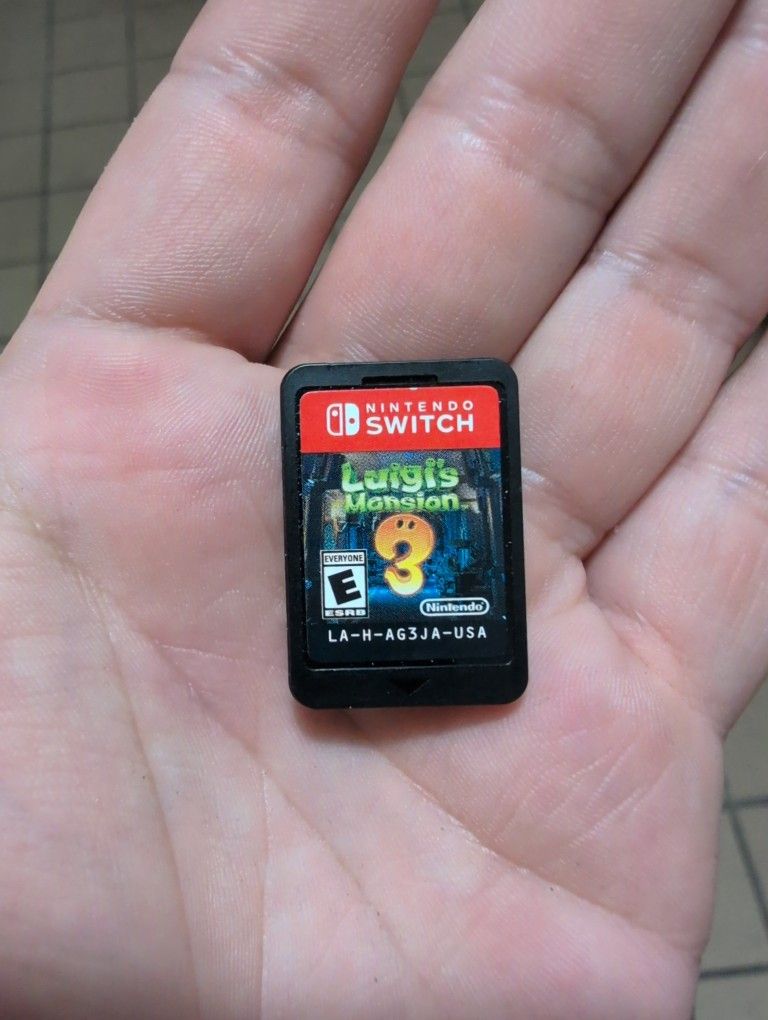 NINTENDO
SWITCH
Luigi's
Mansion
3
EVERYONE
E
ESRB
Nintendo
LA-H-AG3JA-USA